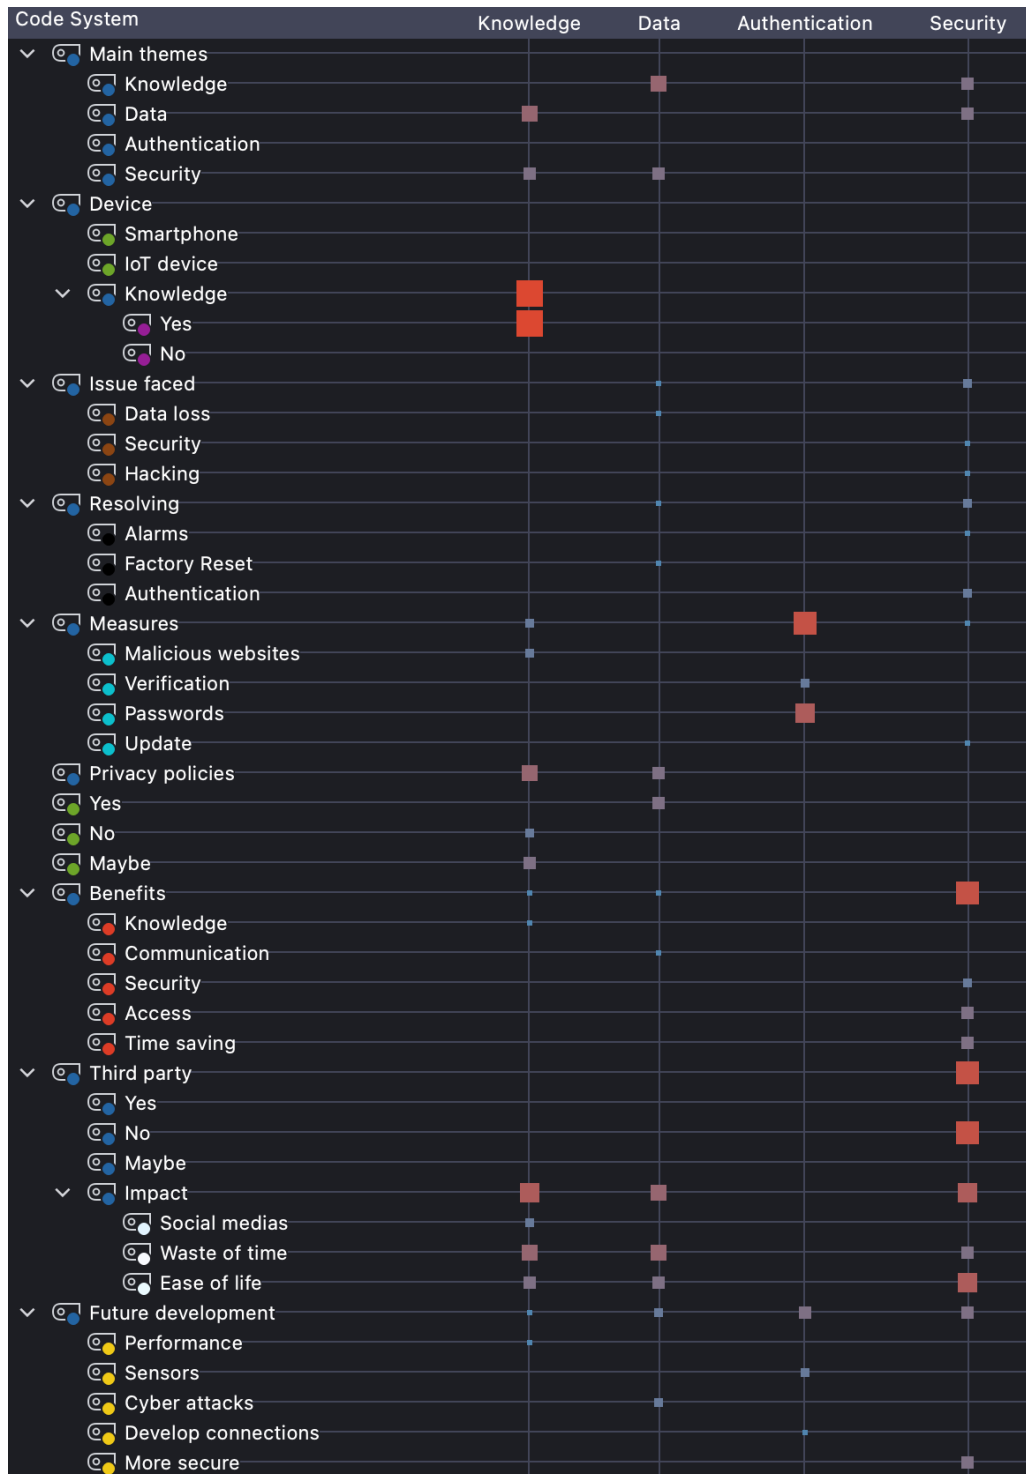 Code System Knowledge Data Authentication Security
Main themes
Knowledge
Data
Authentication
Security
Device
Smartphone
IoT device
Knowledge
Yes
No
Issue faced
Data loss
Security
Hacking
Resolving
Alarms
Factory Reset
Authentication
Measures
Malicious websites
Verification
Passwords
Update
Privacy policies
Yes
No
Maybe
Benefits
Knowledge
Communication
Security
Access
Time saving
Third party
Yes
No
Maybe
Impact
Social medias
Waste of time
Ease of life
Future development
Performance
Sensors
Cyber attacks
Develop connections
More secure